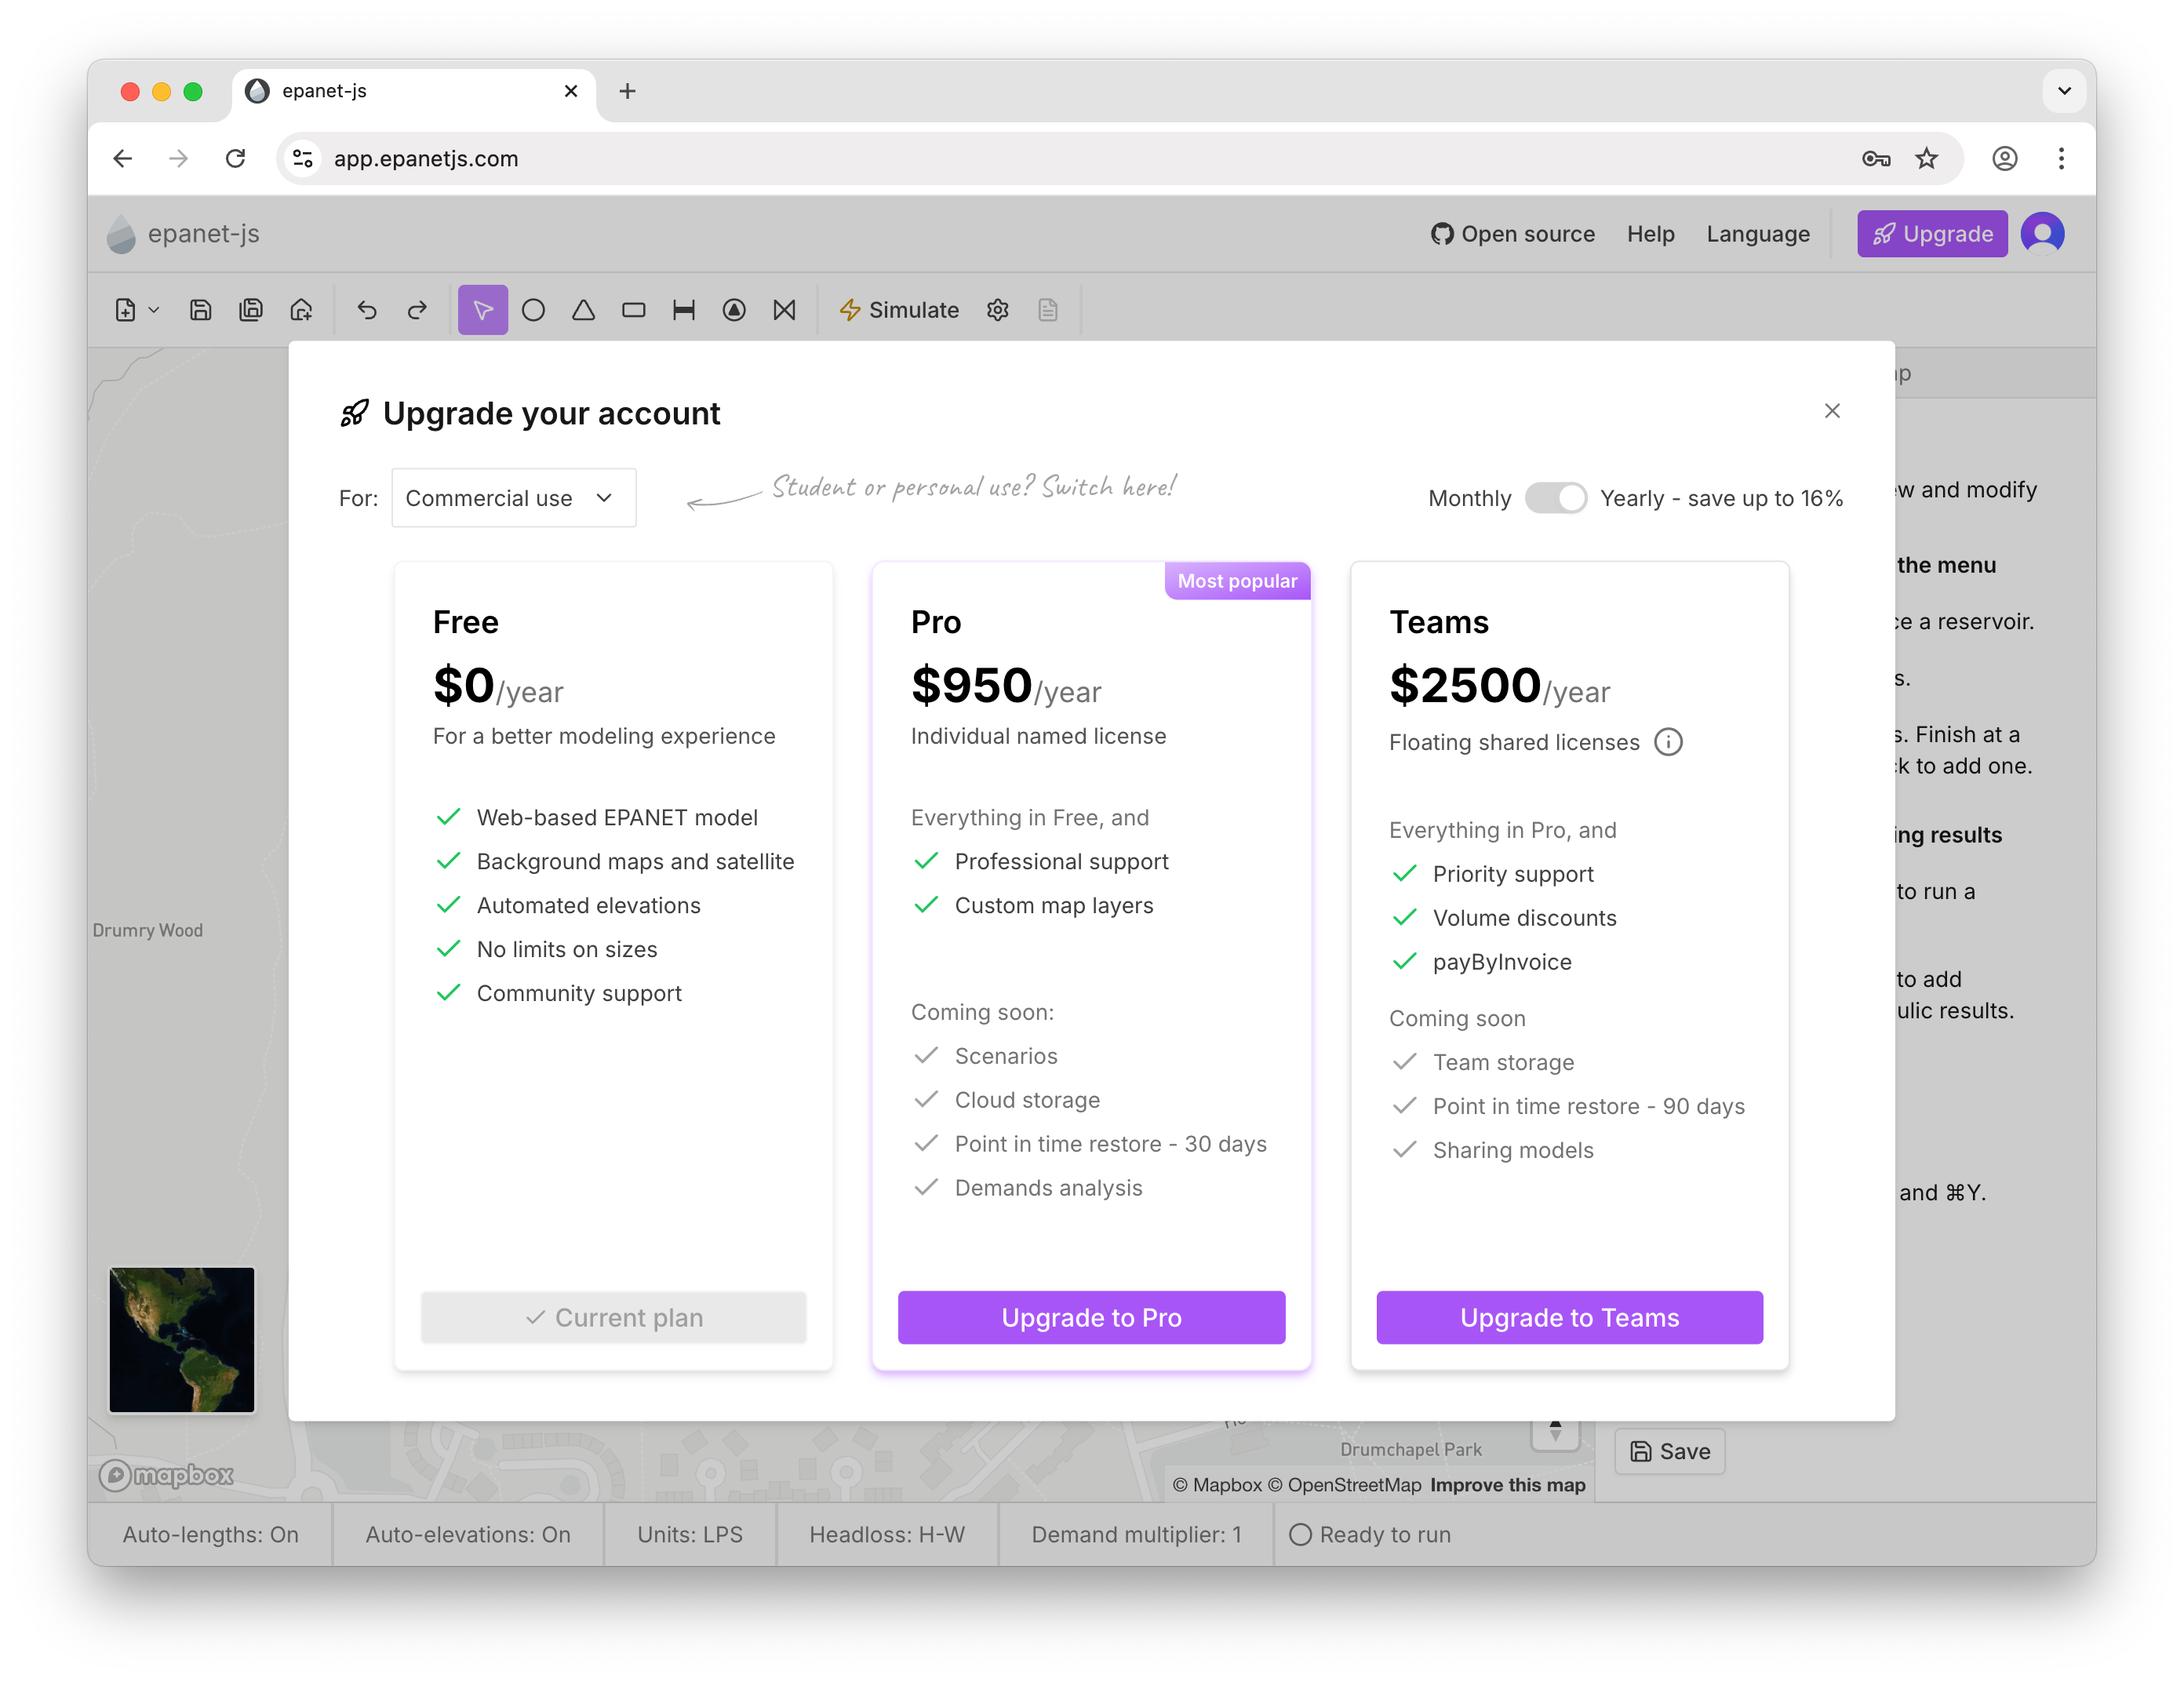 epanet-js
app.epanetjs.com
epanet-js
Open source
Help
Language
Upgrade
Simulate
Upgrade your account
For:
Commercial use
Student or personal use? Switch here!
Monthly
Yearly - save up to 16%
Free
$0/year
For a better modeling experience
Web-based EPANET model
Background maps and satellite
Automated elevations
No limits on sizes
Community support
Current plan
Most popular
Pro
$950/year
Individual named license
Everything in Free, and
Professional support
Custom map layers
Coming soon:
Scenarios
Cloud storage
Point in time restore - 30 days
Demands analysis
Upgrade to Pro
Teams
$2500/year
Floating shared licenses
Everything in Pro, and
Priority support
Volume discounts
payByInvoice
Coming soon
Team storage
Point in time restore - 90 days
Sharing models
Upgrade to Teams
and modify
the menu
a reservoir.
Finish at a
to add one.
results
to run a
to add
results.
and ⌘Y.
Drumry Wood
Drumchapel Park
mapbox
© Mapbox © OpenStreetMap Improve this map
Save
Auto-lengths: On
Auto-elevations: On
Units: LPS
Headloss: H-W
Demand multiplier: 1
Ready to run